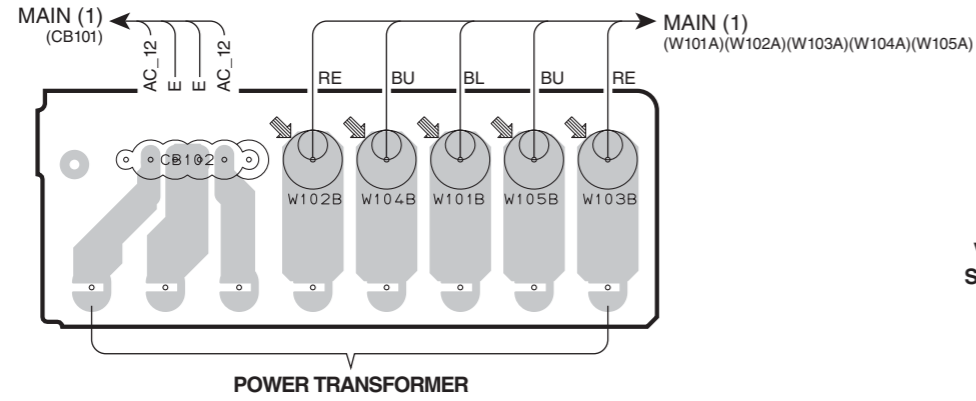 MAIN (1)
(CB101)
MAIN (1)
(W101A)(W102A)(W103A)(W104A)(W105A)
AC_12
E
E
AC_12
RE
BU
BL
BU
RE
CB102
W102B
W104B
W101B
W105B
W103B
S
POWER TRANSFORMER